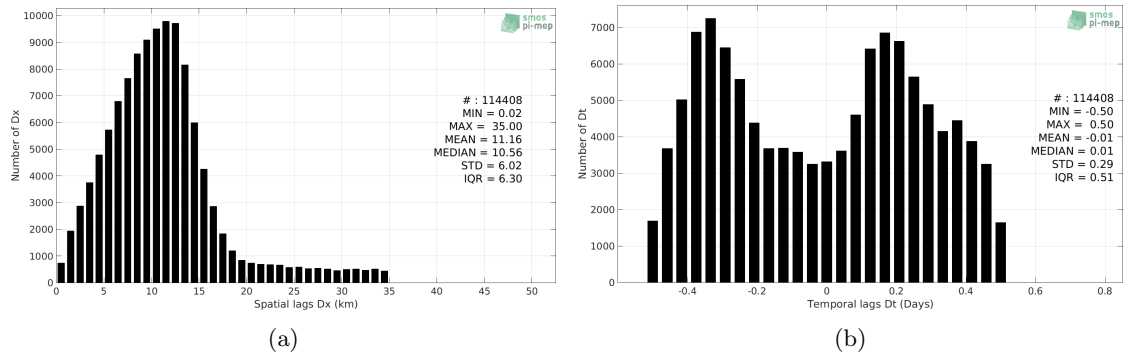 smos
pi-mep
10000
9000
8000
7000
6000
5000
4000
3000
2000
1000
0
Number of Dx
# : 114408
MIN = 0.02
MAX = 35.00
MEAN = 11.16
MEDIAN = 10.56
STD = 6.02
IQR = 6.30
0 5 10 15 20 25 30 35 40 45 50
Spatial lags Dx (km)
(a)
smos
pi-mep
7000
6000
5000
4000
3000
2000
1000
0
Number of Dt
# : 114408
MIN = -0.50
MAX = 0.50
MEAN = -0.01
MEDIAN = 0.01
STD = 0.29
IQR = 0.51
-0.4 -0.2 0 0.2 0.4 0.6 0.8
Temporal lags Dt (Days)
(b)